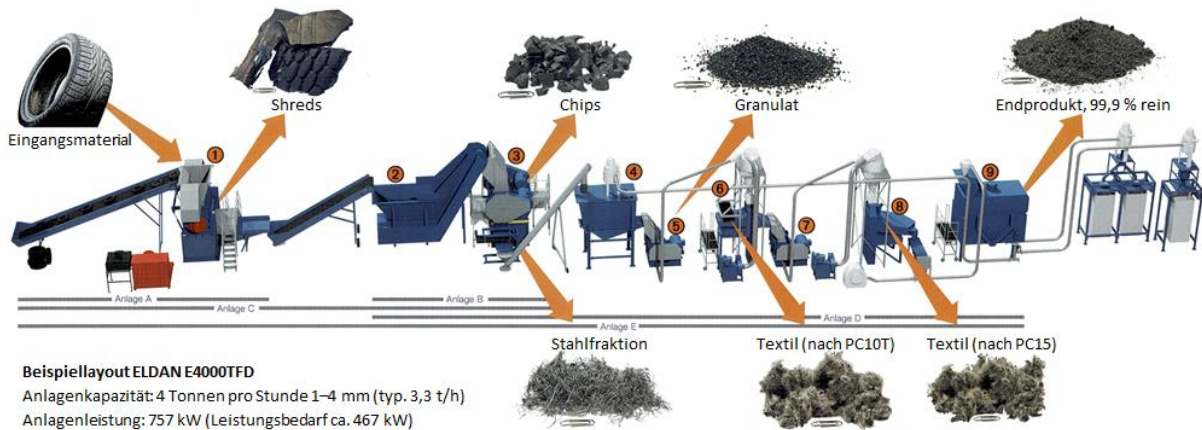 Eingangsmaterial
Shreds
Chips
Granulat
Endprodukt, 99,9 % rein
1
2
3
4
5
6
7
8
9
Anlage A
Anlage B
Anlage C
Anlage D
Anlage E
Stahlfraktion
Textil (nach PC10T)
Textil (nach PC15)
Beispiellayout ELDAN E4000TFD
Anlagenkapazität: 4 Tonnen pro Stunde 1–4 mm (typ. 3,3 t/h)
Anlagenleistung: 757 kW (Leistungsbedarf ca. 467 kW)